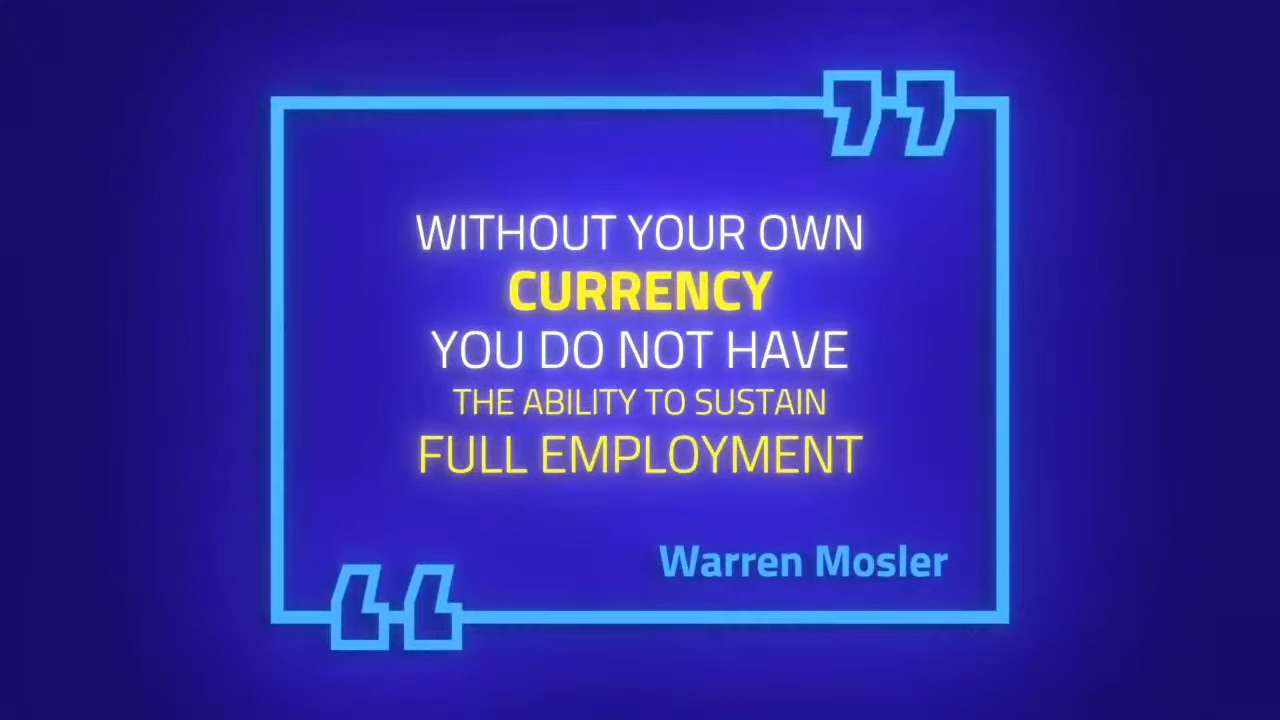 WITHOUT YOUR OWN
CURRENCY
YOU DO NOT HAVE
THE ABILITY TO SUSTAIN
FULL EMPLOYMENT
Warren Mosler